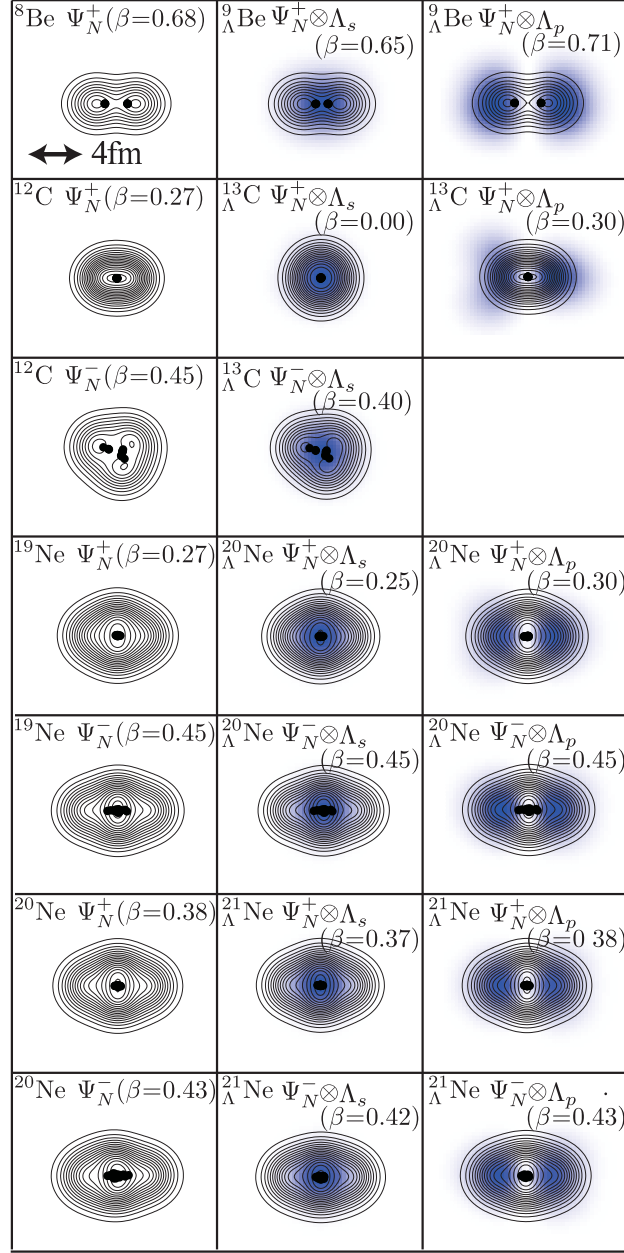 ⁸Be Ψ_N^+(β=0.68)
4fm
⁹_ΛBe Ψ_N^+⊗Λ_s
(β=0.65)
⁹_ΛBe Ψ_N^+⊗Λ_p
(β=0.71)
¹²C Ψ_N^+(β=0.27)
¹³_ΛC Ψ_N^+⊗Λ_s
(β=0.00)
¹³_ΛC Ψ_N^+⊗Λ_p
(β=0.30)
¹²C Ψ_N^-(β=0.45)
¹³_ΛC Ψ_N^-⊗Λ_s
(β=0.40)
¹⁹Ne Ψ_N^+(β=0.27)
²⁰_ΛNe Ψ_N^+⊗Λ_s
(β=0.25)
²⁰_ΛNe Ψ_N^+⊗Λ_p
(β=0.30)
¹⁹Ne Ψ_N^-(β=0.45)
²⁰_ΛNe Ψ_N^-⊗Λ_s
(β=0.45)
²⁰_ΛNe Ψ_N^-⊗Λ_p
(β=0.45)
²⁰Ne Ψ_N^+(β=0.38)
²¹_ΛNe Ψ_N^+⊗Λ_s
(β=0.37)
²¹_ΛNe Ψ_N^+⊗Λ_p
(β=0 38)
²⁰Ne Ψ_N^-(β=0.43)
²¹_ΛNe Ψ_N^-⊗Λ_s
(β=0.42)
²¹_ΛNe Ψ_N^-⊗Λ_p .
(β=0.43)